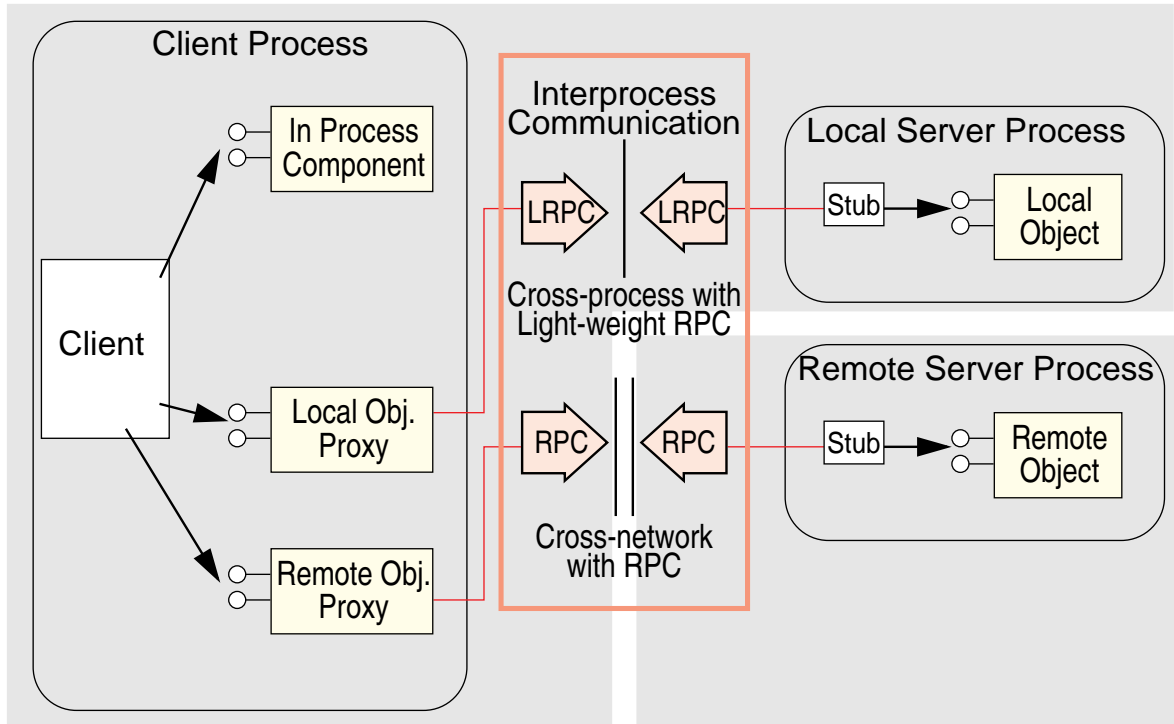 Client Process
In Process
Component
Client
Local Obj.
Proxy
Remote Obj.
Proxy
Interprocess
Communication
LRPC
LRPC
Cross-process with
Light-weight RPC
RPC
RPC
Cross-network
with RPC
Local Server Process
Stub
Local
Object
Remote Server Process
Stub
Remote
Object